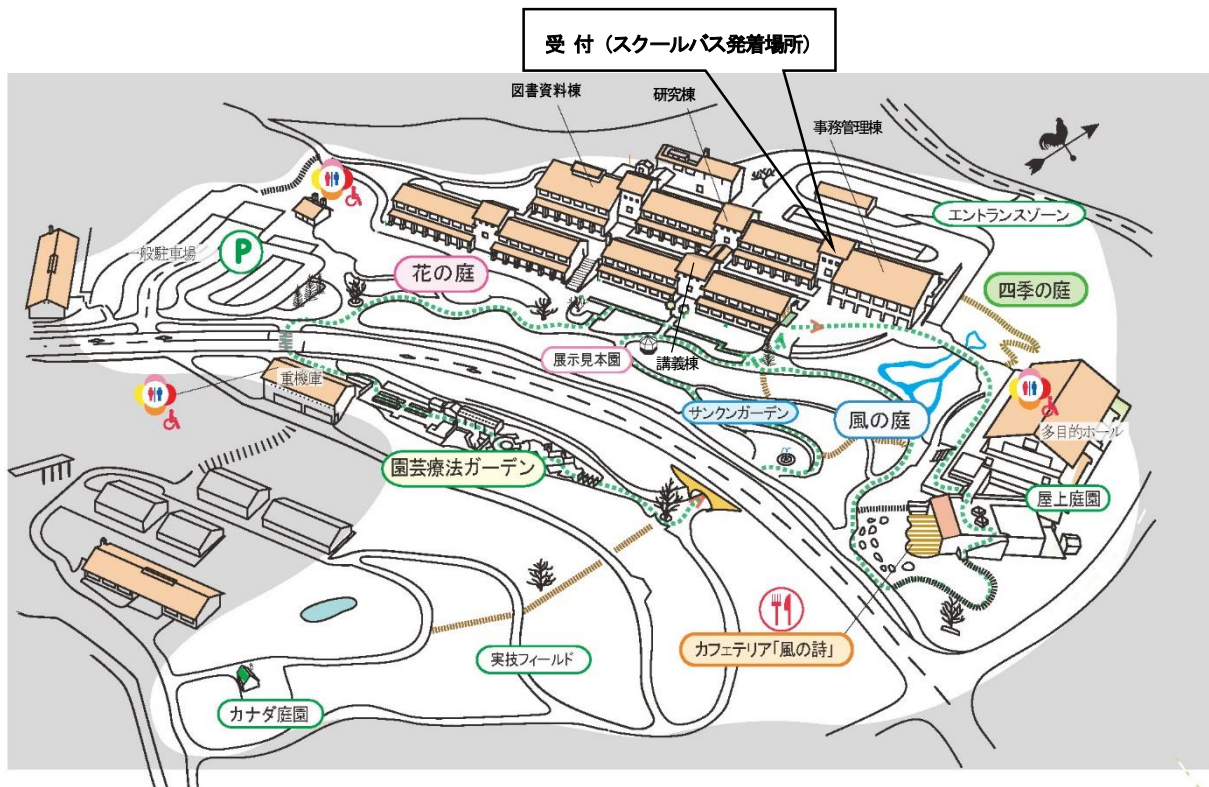 受 付 (スクールバス発着場所)
図書資料棟
研究棟
事務管理棟
エントランスゾーン
一般駐車場
P
花の庭
四季の庭
展示見本園
講義棟
重機庫
サンクンガーデン
風の庭
多目的ホール
園芸療法ガーデン
屋上庭園
実技フィールド
カフェテリア「風の詩」
カナダ庭園